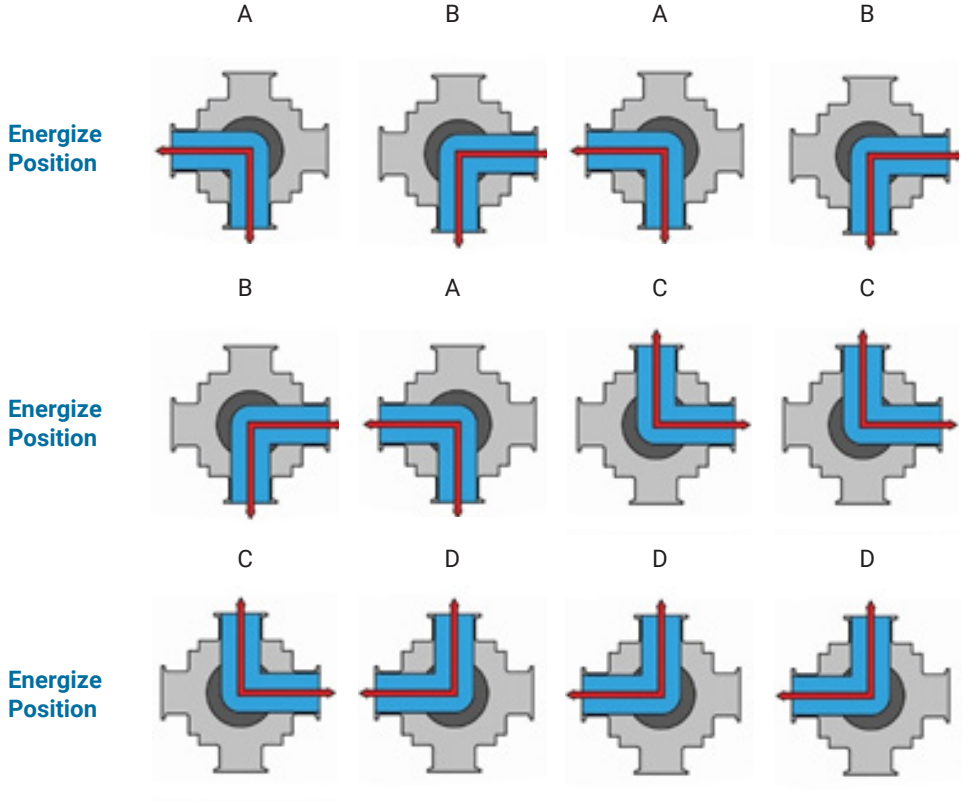 A B A B
Energize
Position
B A C C
Energize
Position
C D D D
Energize
Position